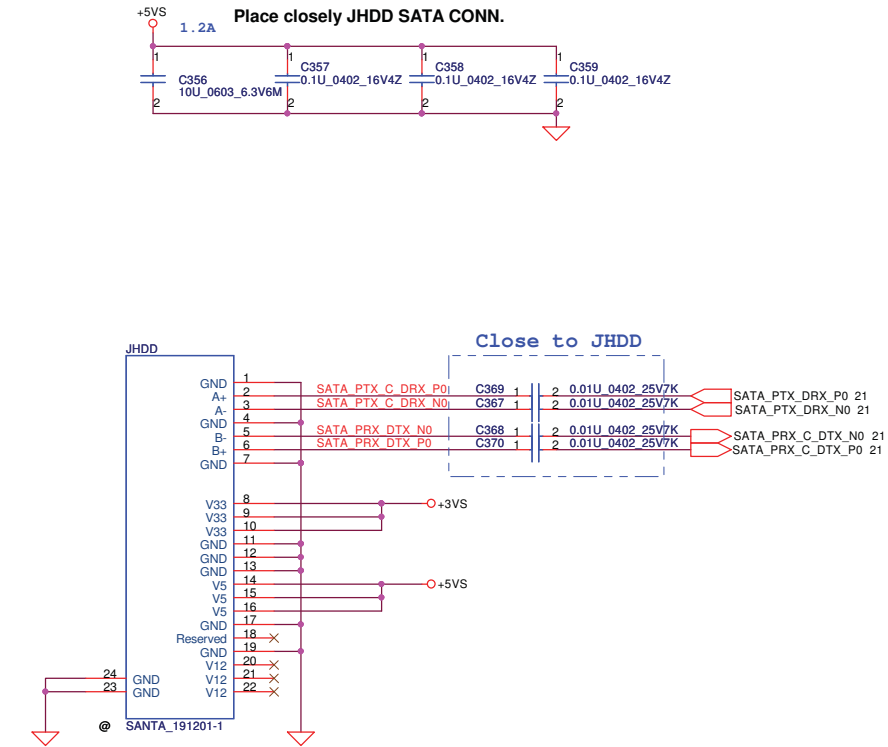 +5VS
1.2A
Place closely JHDD SATA CONN.
1 1 1 1
C356
10U_0603_6.3V6M
C357
0.1U_0402_16V4Z
C358
0.1U_0402_16V4Z
C359
0.1U_0402_16V4Z
2 2 2 2
Close to JHDD
JHDD
GND 1
A+ 2 SATA_PTX_C_DRX_P0 C369 1 2 0.01U_0402_25V7K SATA_PTX_DRX_P0 21
A- 3 SATA_PTX_C_DRX_N0 C367 1 2 0.01U_0402_25V7K SATA_PTX_DRX_N0 21
GND 4
B- 5 SATA_PRX_DTX_N0 C368 1 2 0.01U_0402_25V7K SATA_PRX_C_DTX_N0 21
B+ 6 SATA_PRX_DTX_P0 C370 1 2 0.01U_0402_25V7K SATA_PRX_C_DTX_P0 21
GND 7
V33 8 +3VS
V33 9
V33 10
GND 11
GND 12
GND 13
V5 14 +5VS
V5 15
V5 16
GND 17
Reserved 18
GND 19
V12 20
24 GND V12 21
23 GND V12 22
@ SANTA_191201-1